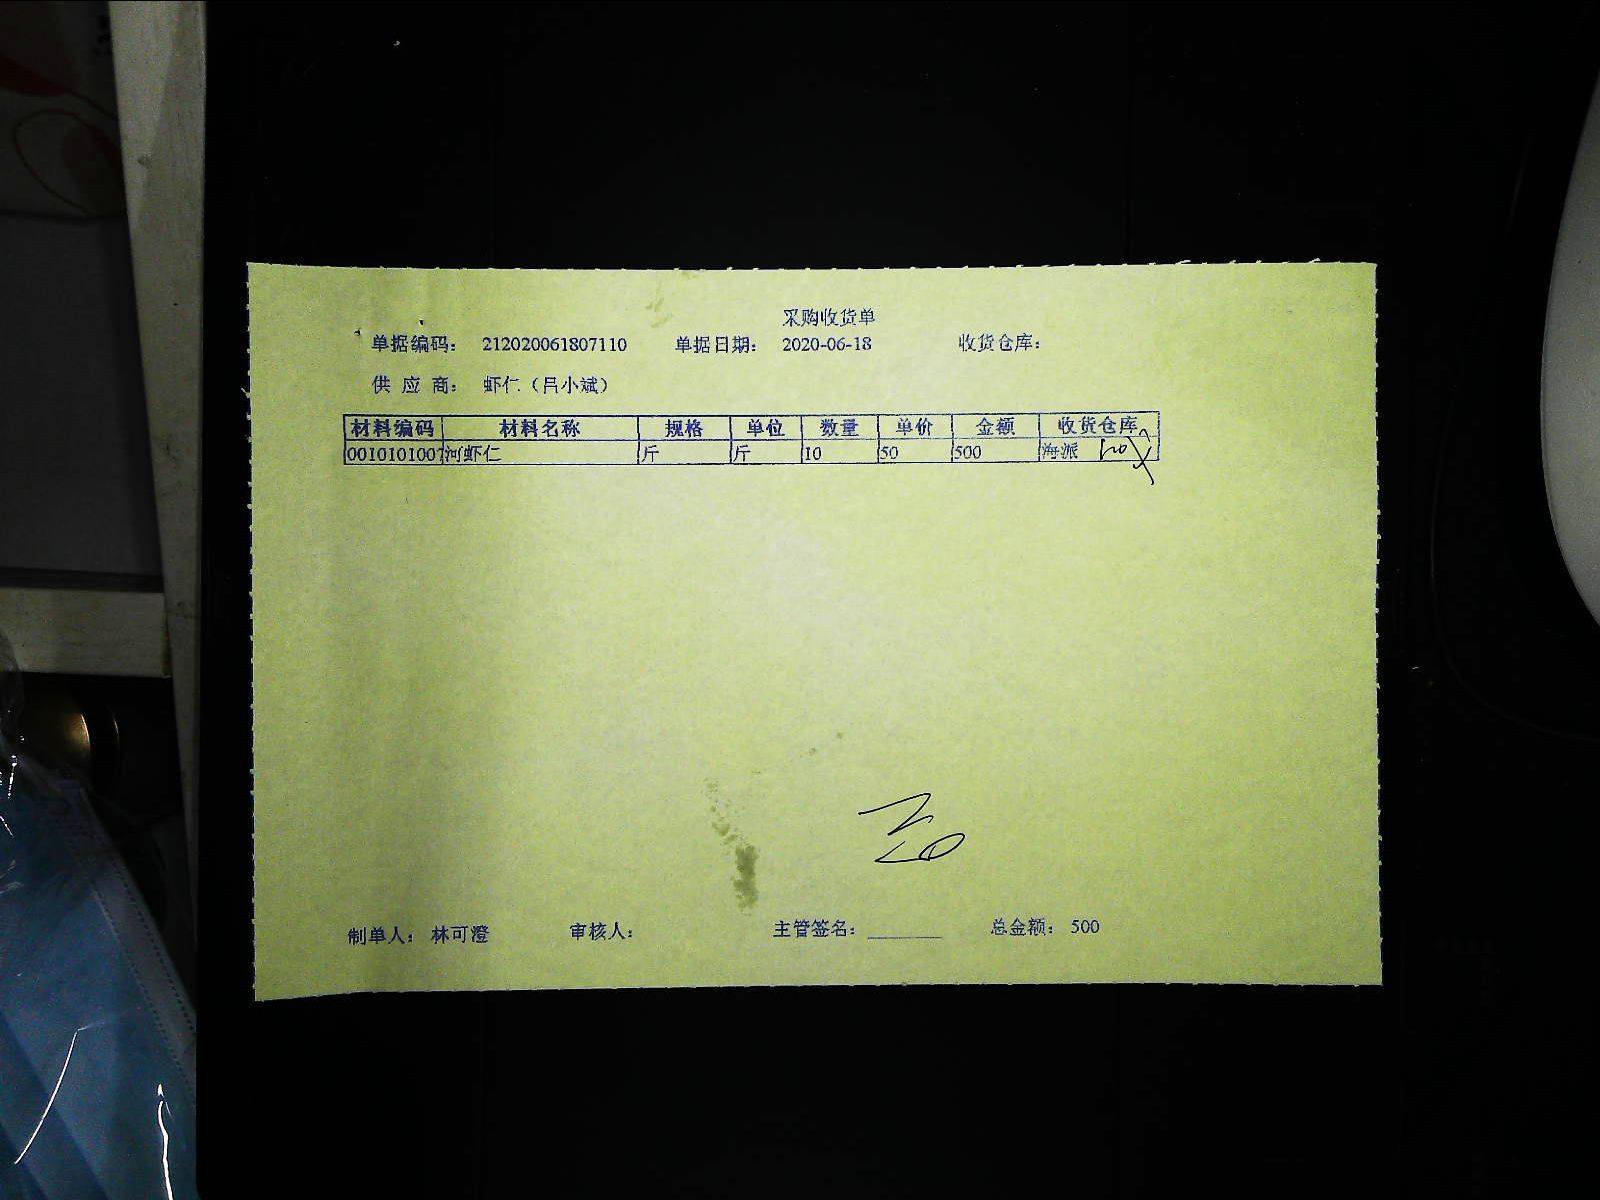 采购收货单
单据编码: 212020061807110 单据日期: 2020-06-18 收货仓库:
供 应 商: 虾仁（吕小斌）
材料编码 材料名称 规格 单位 数量 单价 金额 收货仓库
0010101007 河虾仁 斤 斤 10 50 500 海派
制单人: 林可澄 审核人: 主管签名: ________ 总金额: 500